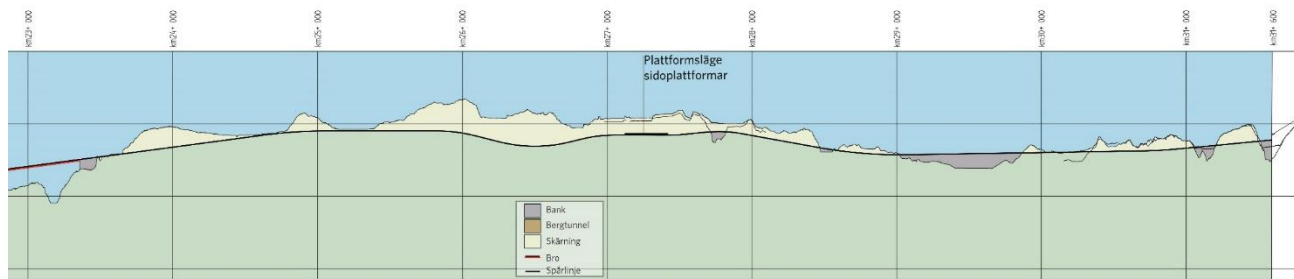 km23+ 000
km24+ 000
km25+ 000
km26+ 000
km27+ 000
km28+ 000
km29+ 000
km30+ 000
km31+ 000
km31+ 600
Plattformsläge
sidoplattformar
Bank
Bergtunnel
Skärning
Bro
Spårlinje